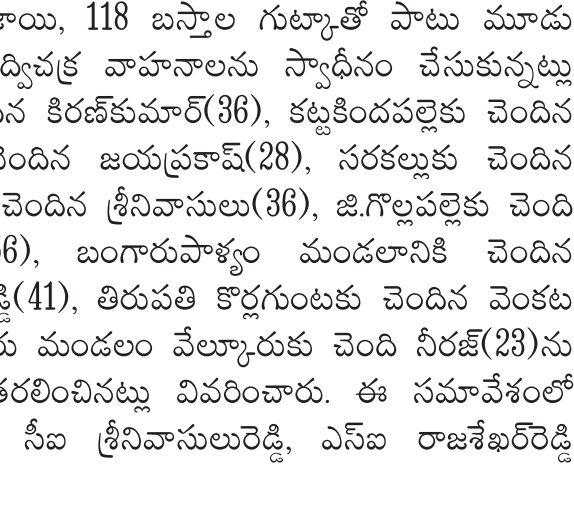 జాయి, 118 బస్తాల గుట్కాతో పాటు మూడు
ద్విచక్ర వాహనాలను స్వాధీనం చేసుకున్నట్లు
న కిరణ్‌కుమార్(36), కట్టకిందపల్లెకు చెందిన
చెందిన జయప్రకాష్(28), సరకల్లుకు చెందిన
చెందిన శ్రీనివాసులు(36), జి.గొల్లపల్లెకు చెంది
6), బంగారుపాళ్యం మండలానికి చెందిన
డ్డి(41), తిరుపతి కొర్లగుంటకు చెందిన వెంకట
రు మండలం వేల్కూరుకు చెంది నీరజ్(23)ను
తరలించినట్లు వివరించారు. ఈ సమావేశంలో
సీఐ శ్రీనివాసులురెడ్డి, ఎస్ఐ రాజశేఖర్‌రెడ్డి